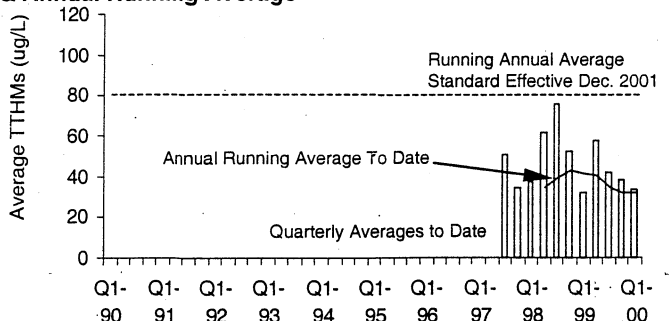 & Annual Running Average
Average TTHMs (ug/L)
120
100
80
60
40
20
0
Running Annual Average
Standard Effective Dec. 2001
Annual Running Average To Date
Quarterly Averages to Date
Q1- Q1- Q1- Q1- Q1- Q1- Q1- Q1- Q1- Q1- Q1-
90 91 92 93 94 95 96 97 98 99 00